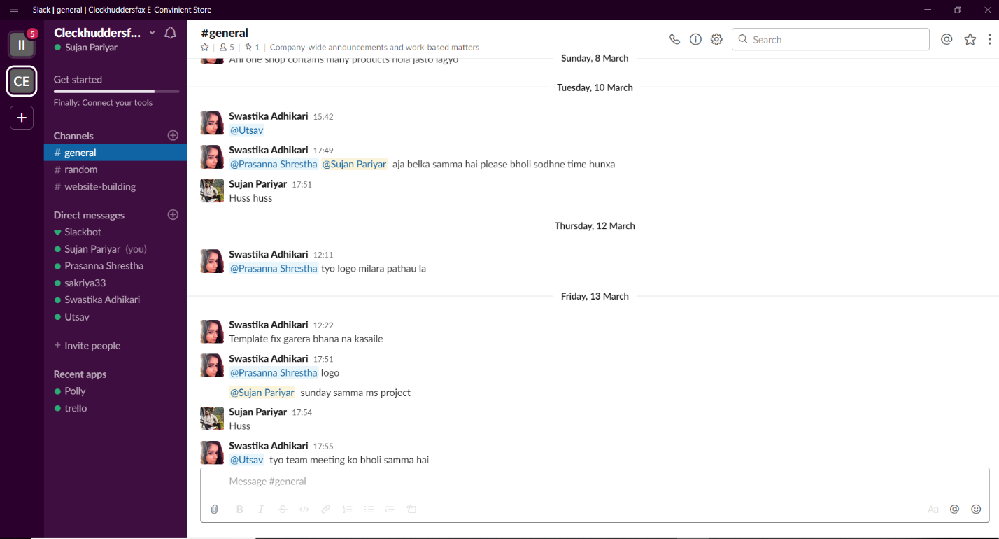 Slack | general | Cleckhuddersfax E-Convinient Store
5
II
CE
+
Cleckhuddersf...
Sujan Pariyar
Get started
Finally: Connect your tools
Channels
# general
# random
# website-building
Direct messages
Slackbot
Sujan Pariyar (you)
Prasanna Shrestha
sakriya33
Swastika Adhikari
Utsav
+ Invite people
Recent apps
Polly
trello
#general
5 | 1 | Company-wide announcements and work-based matters
Search
one shop contains many products hola jasto lagyo
Sunday, 8 March
Tuesday, 10 March
Swastika Adhikari 15:42
@Utsav
Swastika Adhikari 17:49
@Prasanna Shrestha @Sujan Pariyar aja belka samma hai please bholi sodhne time hunxa
Sujan Pariyar 17:51
Huss huss
Thursday, 12 March
Swastika Adhikari 12:11
@Prasanna Shrestha tyo logo milara pathau la
Friday, 13 March
Swastika Adhikari 12:22
Template fix garera bhana na kasaile
Swastika Adhikari 17:51
@Prasanna Shrestha logo
@Sujan Pariyar sunday samma ms project
Sujan Pariyar 17:54
Huss
Swastika Adhikari 17:55
@Utsav tyo team meeting ko bholi samma hai
Message #general
B I S </>
Aa @